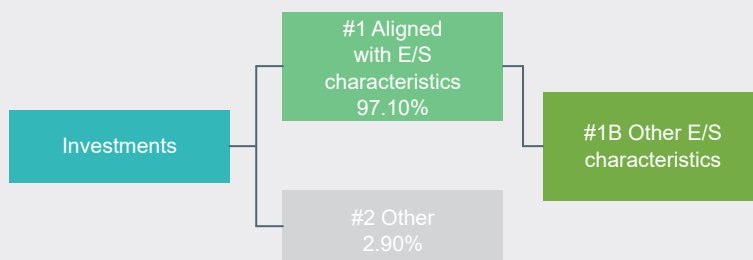 #1 Aligned
with E/S
characteristics
97.10%
Investments
#1B Other E/S
characteristics
#2 Other
2.90%